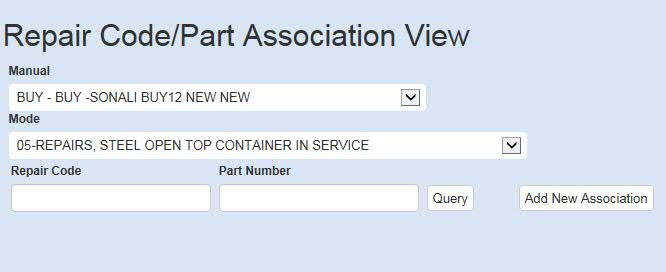 Repair Code/Part Association View
Manual
BUY - BUY -SONALI BUY12 NEW NEW
Mode
05-REPAIRS, STEEL OPEN TOP CONTAINER IN SERVICE
Repair Code Part Number
Query Add New Association